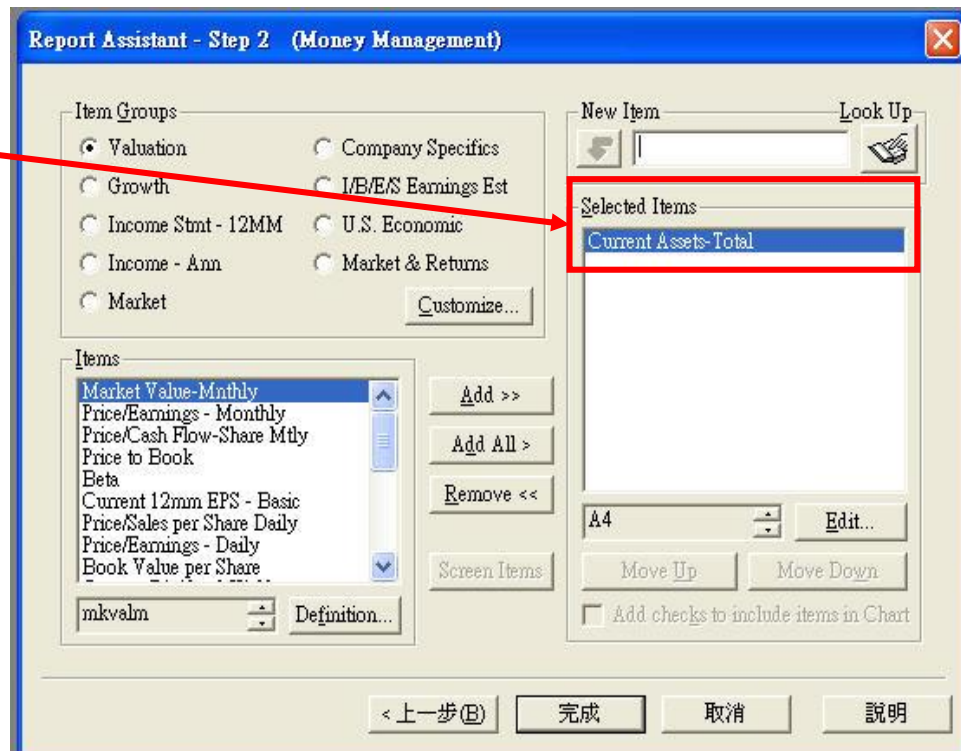 Report Assistant - Step 2 (Money Management)
Item Groups
Valuation
Company Specifics
Growth
I/B/E/S Earnings Est
Income Stmt - 12MM
U.S. Economic
Income - Ann
Market & Returns
Market
Customize...
New Item
Look Up
Selected Items
Current Assets-Total
Items
Market Value-Mnthly
Price/Earnings - Monthly
Price/Cash Flow-Share Mtly
Price to Book
Beta
Current 12mm EPS - Basic
Price/Sales per Share Daily
Price/Earnings - Daily
Book Value per Share
mkvalm
Definition...
Add >>
Add All >
Remove <<
Screen Items
A4
Edit...
Move Up
Move Down
Add checks to include items in Chart
< 上一步(B)
完成
取消
說明